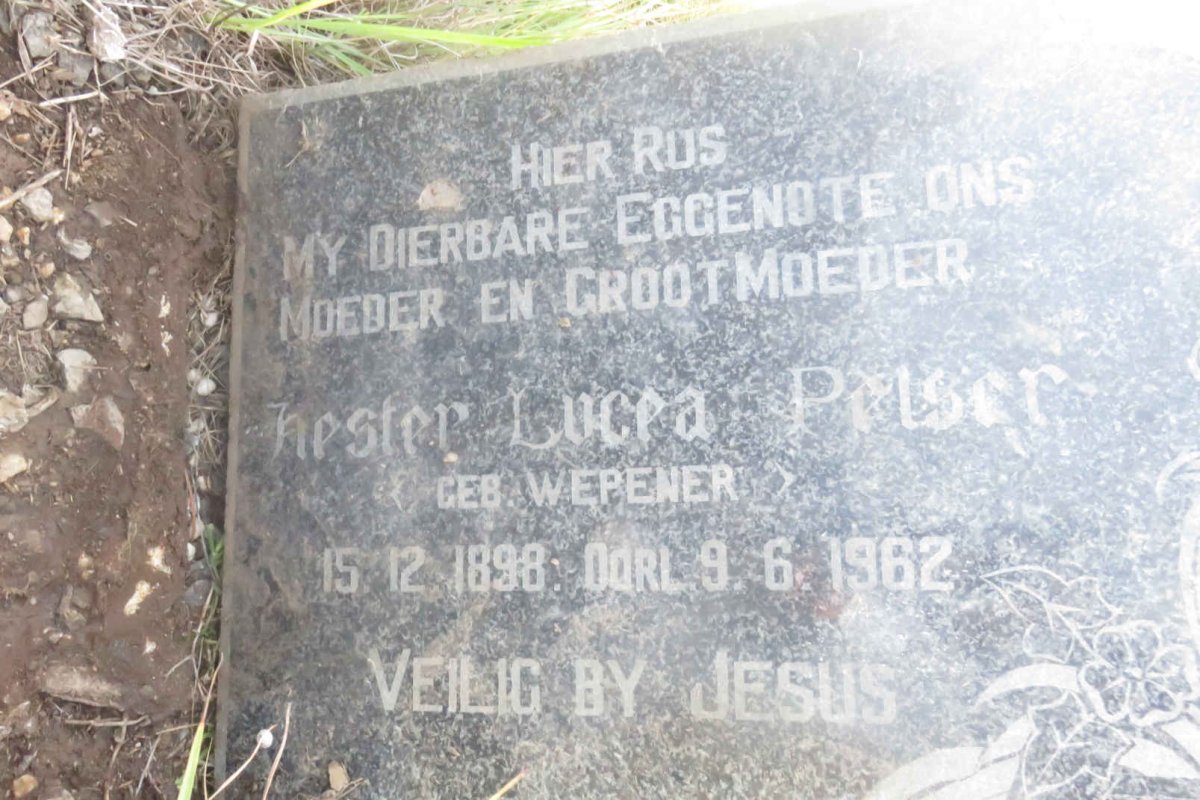 HIER RUS
MY DIERBARE EGGENOTE ONS
MOEDER EN GROOTMOEDER
Hester Lucea Pelser
(GEB. WEPENER)
15. 12. 1898. OORL. 9. 6. 1962
VEILIG BY JESUS